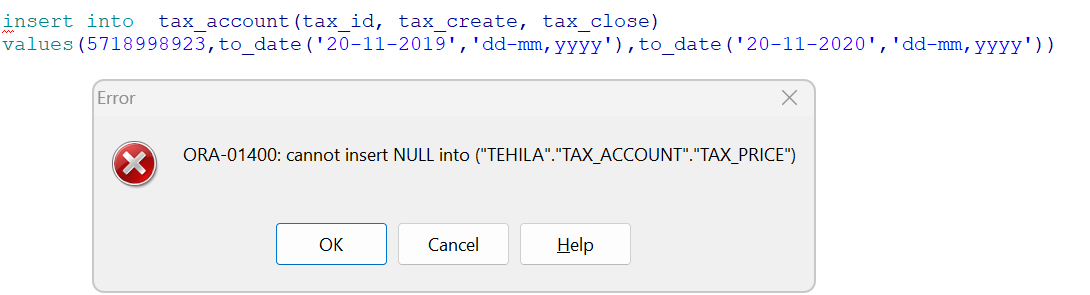 insert into  tax_account(tax_id, tax_create, tax_close)
values(5718998923,to_date('20-11-2019','dd-mm,yyyy'),to_date('20-11-2020','dd-mm,yyyy'))
Error
ORA-01400: cannot insert NULL into ("TEHILA"."TAX_ACCOUNT"."TAX_PRICE")
OK Cancel Help